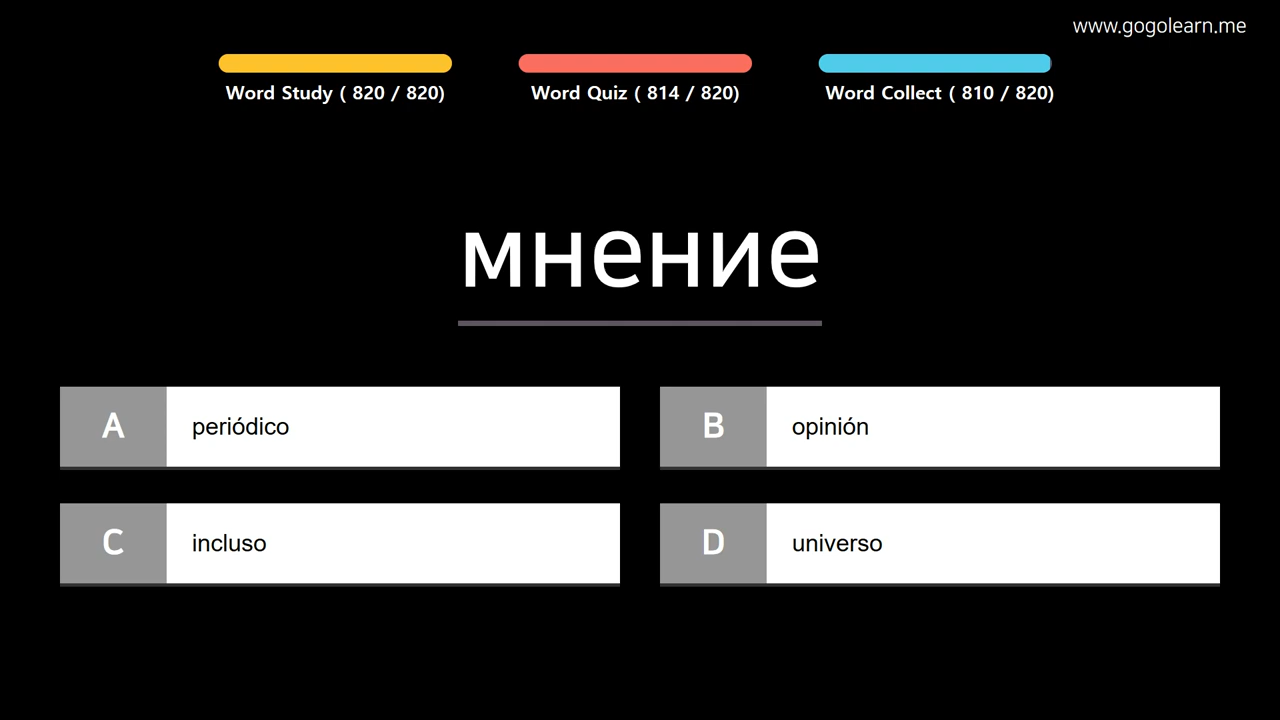 www.gogolearn.me
Word Study ( 820 / 820)
Word Quiz ( 814 / 820)
Word Collect ( 810 / 820)
мнение
A periódico
B opinión
C incluso
D universo